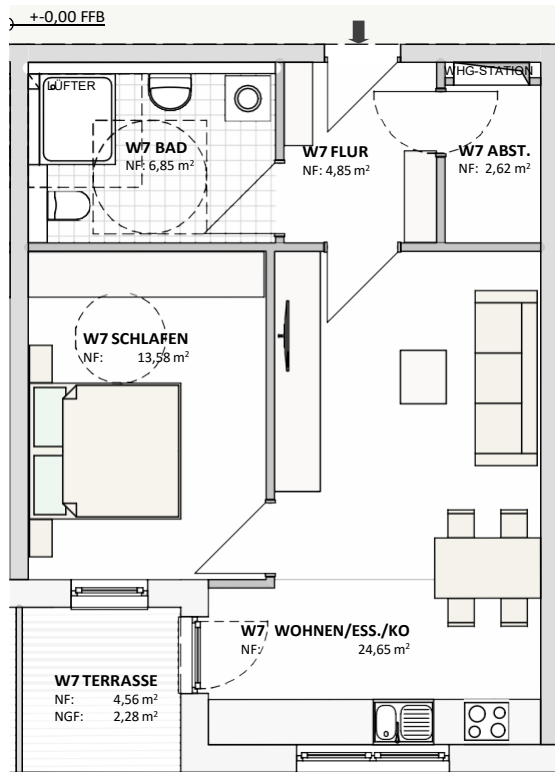 +-0,00 FFB
LÜFTER
WHG-STATION
W7 BAD
NF: 6,85 m²
W7 FLUR
NF: 4,85 m²
W7 ABST.
NF: 2,62 m²
W7 SCHLAFEN
NF: 13,58 m²
W7 WOHNEN/ESS./KO
NF: 24,65 m²
W7 TERRASSE
NF: 4,56 m²
NGF: 2,28 m²